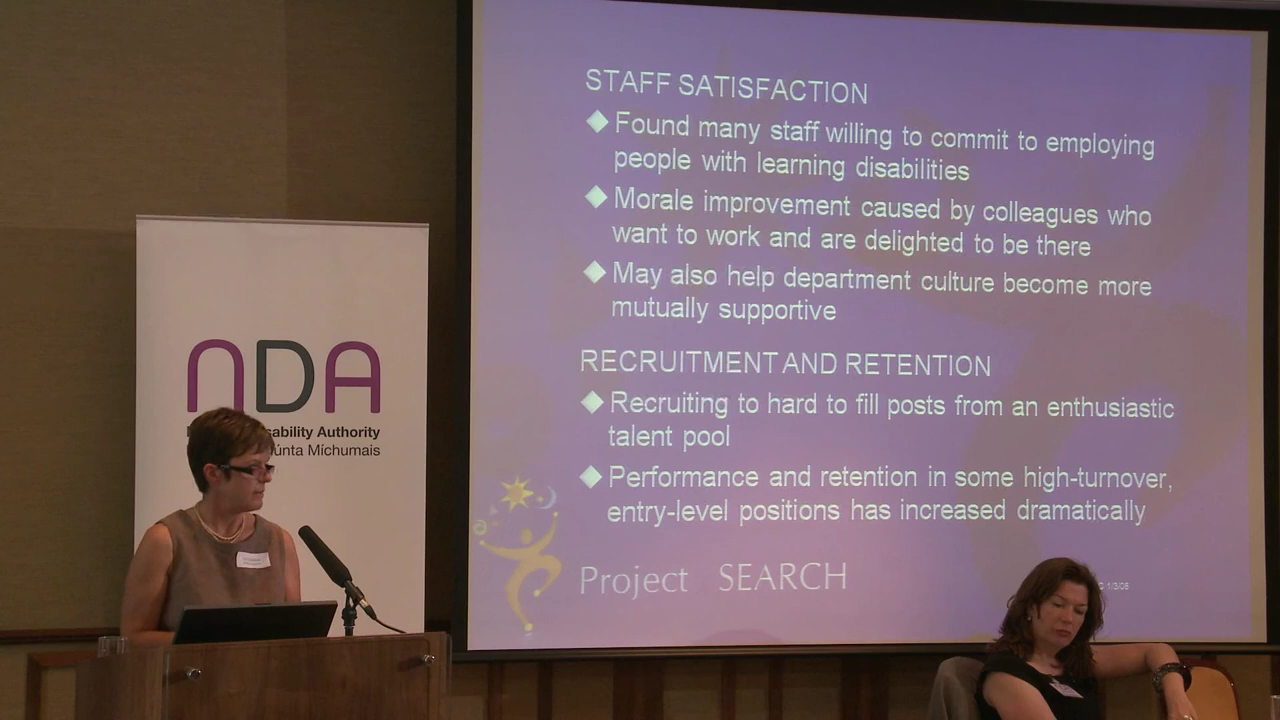 STAFF SATISFACTION
Found many staff willing to commit to employing
people with learning disabilities
Morale improvement caused by colleagues who
want to work and are delighted to be there
May also help department culture become more
mutually supportive
RECRUITMENT AND RETENTION
Recruiting to hard to fill posts from an enthusiastic
talent pool
Performance and retention in some high-turnover,
entry-level positions has increased dramatically
Project SEARCH
1/3/06
NDA
Authority
Míchumais